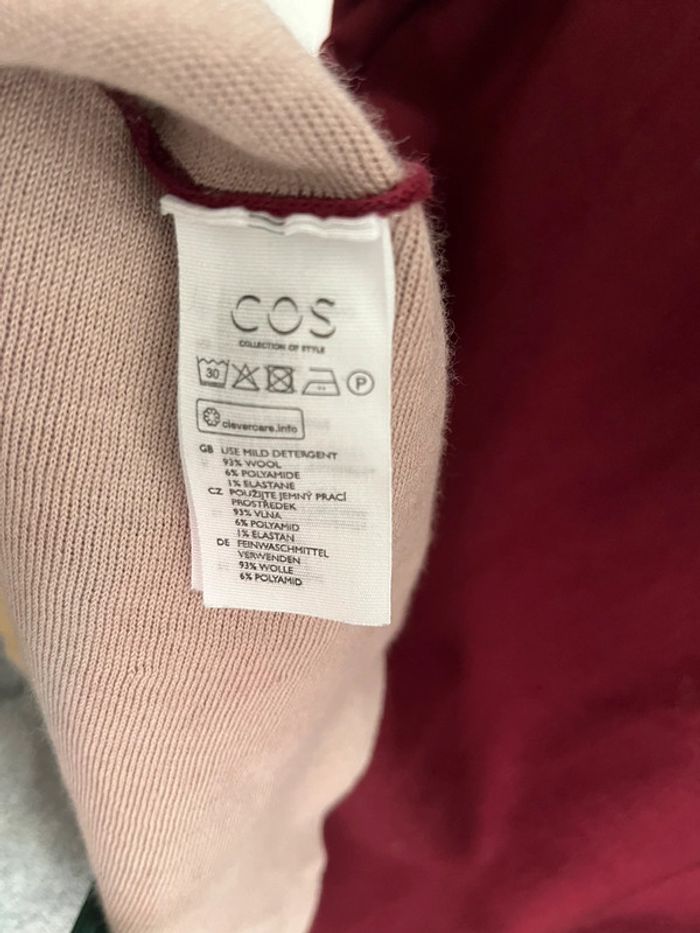 COS
COLLECTION OF STYLE
30 P
clevercare.info
GB USE MILD DETERGENT
93% WOOL
6% POLYAMIDE
1% ELASTANE
CZ POUŽIJTE JEMNÝ PRACÍ
PROSTŘEDEK
93% VLNA
6% POLYAMID
1% ELASTAN
DE FEINWASCHMITTEL
VERWENDEN
93% WOLLE
6% POLYAMID